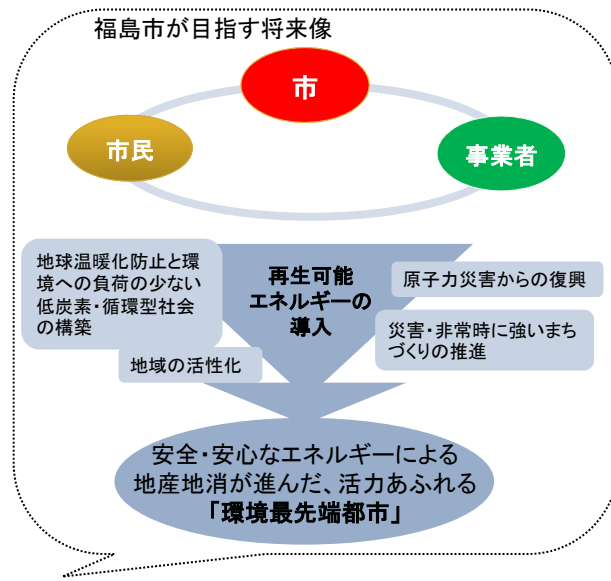 福島市が目指す将来像
市
市民
事業者
地球温暖化防止と環
境への負荷の少ない
低炭素・循環型社会
の構築
再生可能
エネルギーの
導入
原子力災害からの復興
災害・非常時に強いまち
づくりの推進
地域の活性化
安全・安心なエネルギーによる
地産地消が進んだ、活力あふれる
「環境最先端都市」